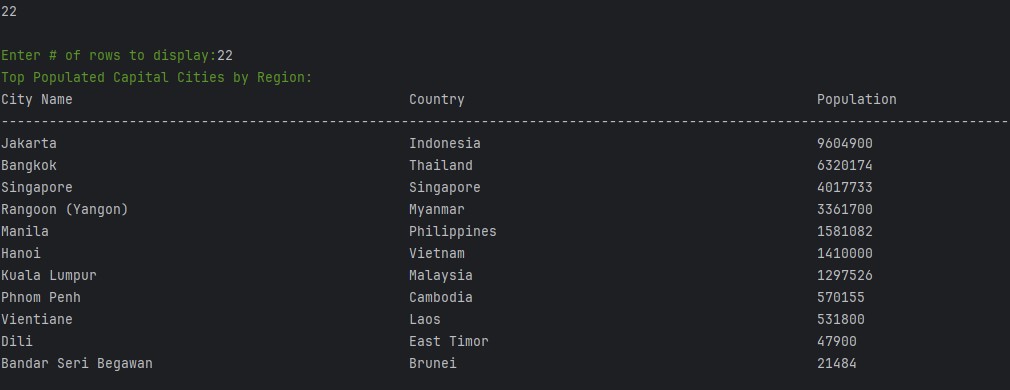 22
Enter # of rows to display:22
Top Populated Capital Cities by Region:
City Name Country Population
------------------------------------------------------------------------------------------------------------------------------
Jakarta Indonesia 9604900
Bangkok Thailand 6320174
Singapore Singapore 4017733
Rangoon (Yangon) Myanmar 3361700
Manila Philippines 1581082
Hanoi Vietnam 1410000
Kuala Lumpur Malaysia 1297526
Phnom Penh Cambodia 570155
Vientiane Laos 531800
Dili East Timor 47900
Bandar Seri Begawan Brunei 21484